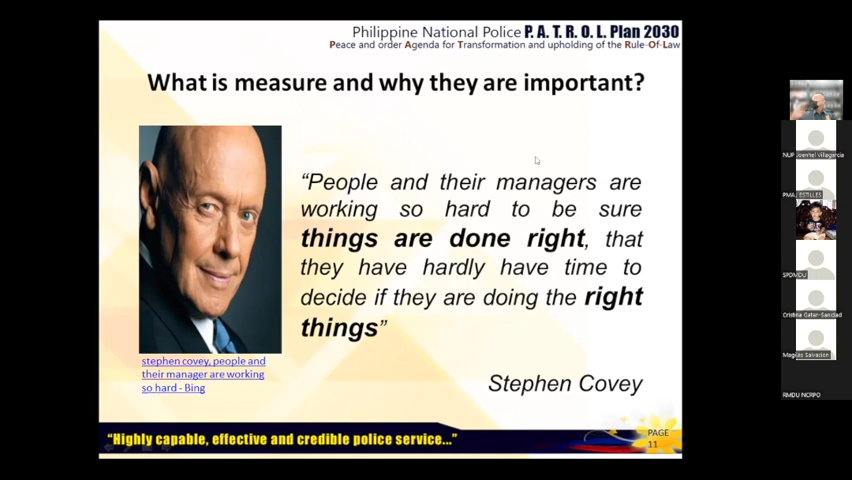 Philippine National Police P. A. T. R. O. L. Plan 2030
Peace and order Agenda for Transformation and upholding of the Rule-Of-Law
What is measure and why they are important?
“People and their managers are
working so hard to be sure
things are done right, that
they have hardly have time to
decide if they are doing the right
things”
Stephen Covey
stephen covey, people and
their manager are working
so hard - Bing
“Highly capable, effective and credible police service...”
PAGE
11
NUP
PMAJ ESTILLES
SPDMDU
Cristina Gatan-Sanidad
Magilas Salvacion
RMDU NCRPO